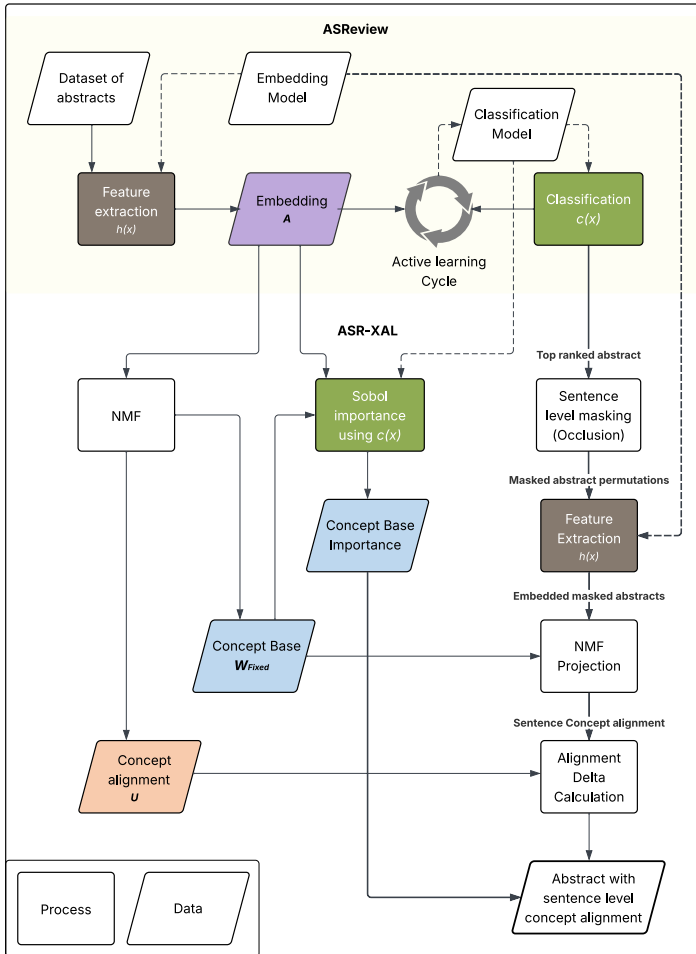 ASReview
Dataset of
abstracts
Embedding
Model
Classification
Model
Feature
extraction
h(x)
Embedding
A
Active learning
Cycle
Classification
c(x)
ASR-XAL
Top ranked abstract
NMF
Sobol
importance
using c(x)
Sentence
level masking
(Occlusion)
Masked abstract permutations
Concept Base
Importance
Feature
Extraction
h(x)
Embedded masked abstracts
Concept Base
WFixed
NMF
Projection
Sentence Concept alignment
Concept
alignment
U
Alignment
Delta
Calculation
Abstract with
sentence level
concept alignment
Process
Data